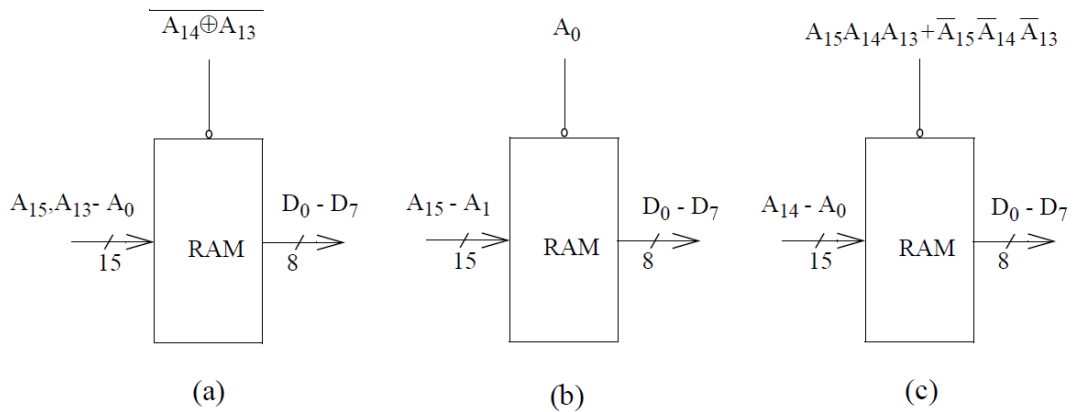 A₁₄⊕A₁₃
A₁₅,A₁₃- A₀
15
RAM
D₀ - D₇
8
(a)
A₀
A₁₅ - A₁
15
RAM
D₀ - D₇
8
(b)
A₁₅A₁₄A₁₃+A̅₁₅A̅₁₄A̅₁₃
A₁₄ - A₀
15
RAM
D₀ - D₇
8
(c)